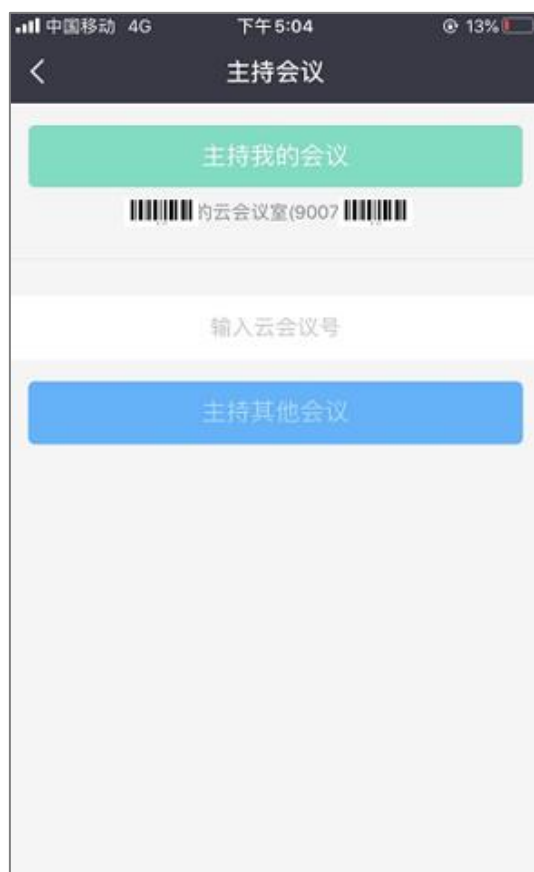 中国移动 4G 下午5:04 13%
主持会议
主持我的会议
的云会议室(9007
输入云会议号
主持其他会议